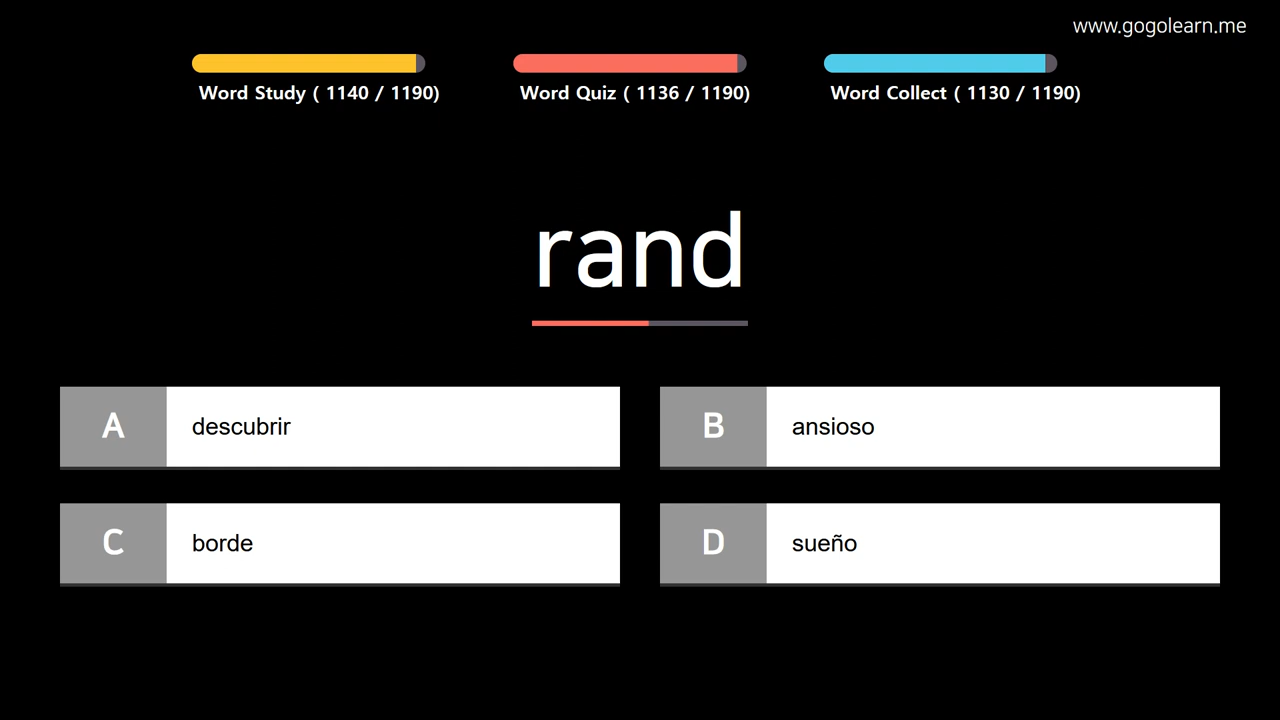 www.gogolearn.me
Word Study ( 1140 / 1190)
Word Quiz ( 1136 / 1190)
Word Collect ( 1130 / 1190)
rand
A descubrir
B ansioso
C borde
D sueño